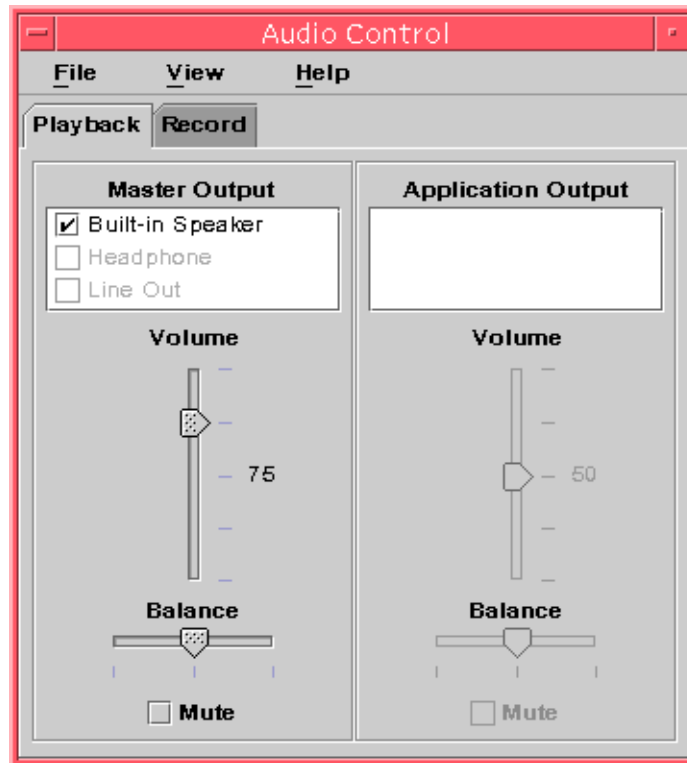 Audio Control
File View Help
Playback Record
Master Output
Built-in Speaker
Headphone
Line Out
Volume
75
Balance
Mute
Application Output
Volume
50
Balance
Mute